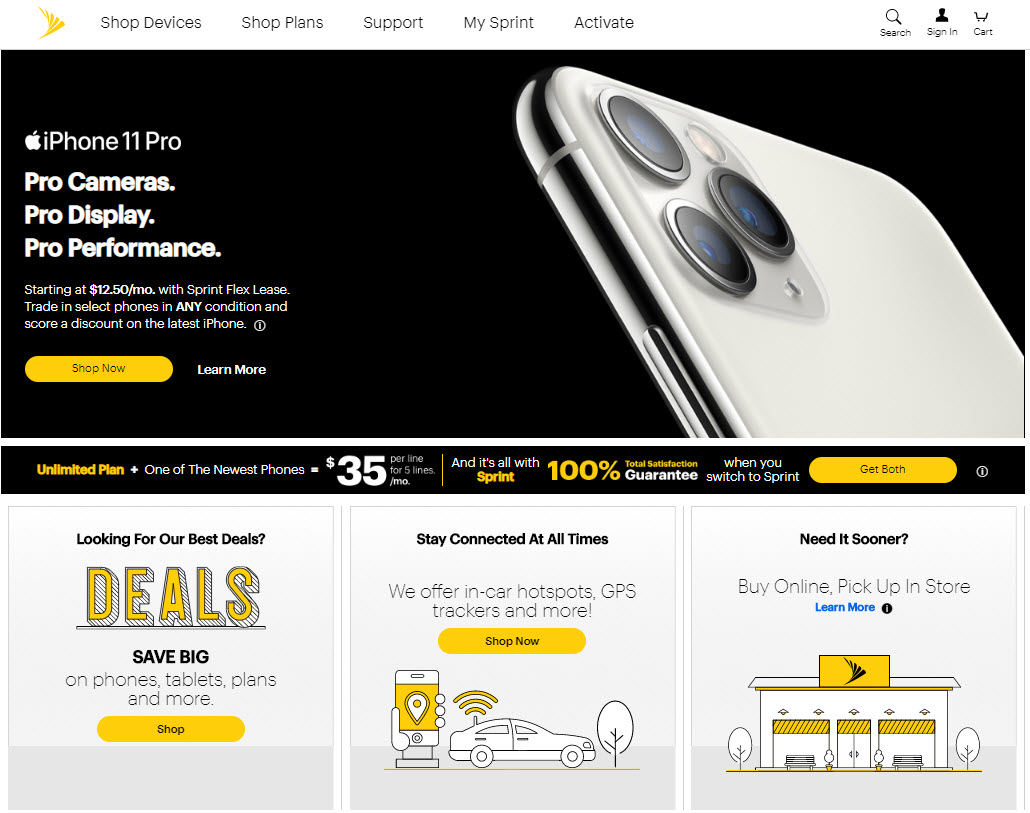 Shop Devices Shop Plans Support My Sprint Activate
Search Sign In Cart
iPhone 11 Pro
Pro Cameras.
Pro Display.
Pro Performance.
Starting at $12.50/mo. with Sprint Flex Lease.
Trade in select phones in ANY condition and
score a discount on the latest iPhone.
Shop Now Learn More
Unlimited Plan + One of The Newest Phones = $35 per line for 5 lines. /mo.
And it's all with Sprint 100% Total Satisfaction Guarantee when you switch to Sprint Get Both
Looking For Our Best Deals?
DEALS
SAVE BIG
on phones, tablets, plans
and more.
Shop
Stay Connected At All Times
We offer in-car hotspots, GPS
trackers and more!
Shop Now
Need It Sooner?
Buy Online, Pick Up In Store
Learn More